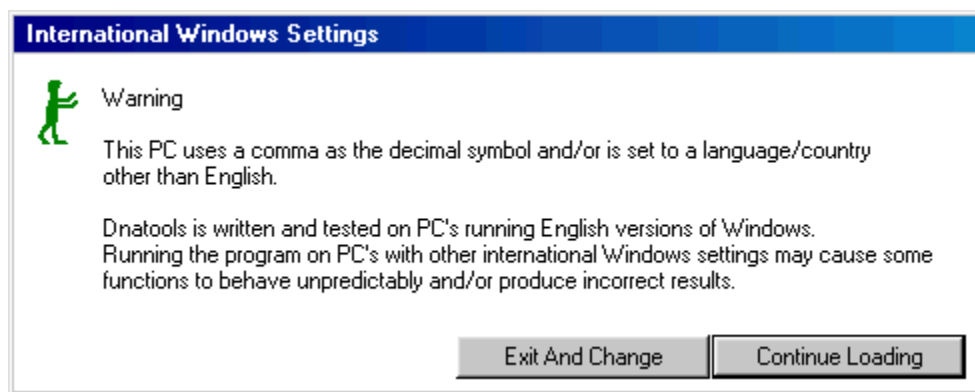 International Windows Settings
Warning
This PC uses a comma as the decimal symbol and/or is set to a language/country
other than English.
Dnatools is written and tested on PC's running English versions of Windows.
Running the program on PC's with other international Windows settings may cause some
functions to behave unpredictably and/or produce incorrect results.
Exit And Change
Continue Loading